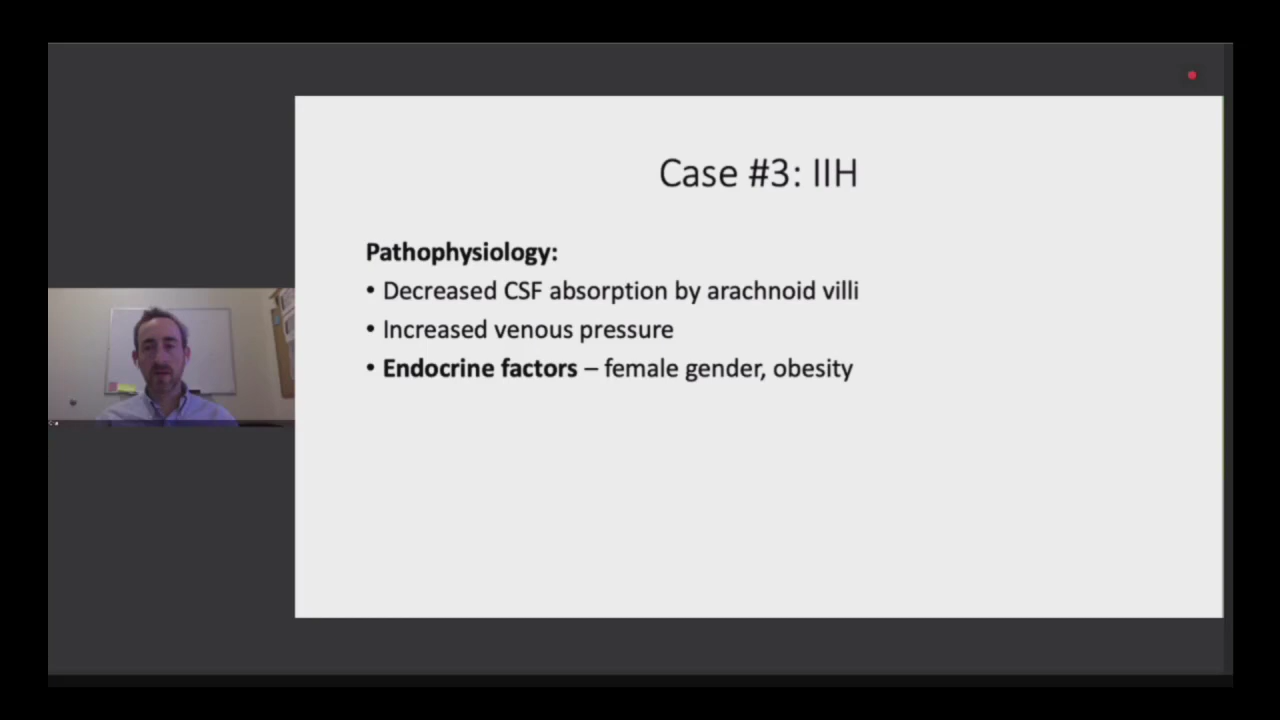 Case #3: IIH
Pathophysiology:
• Decreased CSF absorption by arachnoid villi
• Increased venous pressure
• Endocrine factors – female gender, obesity